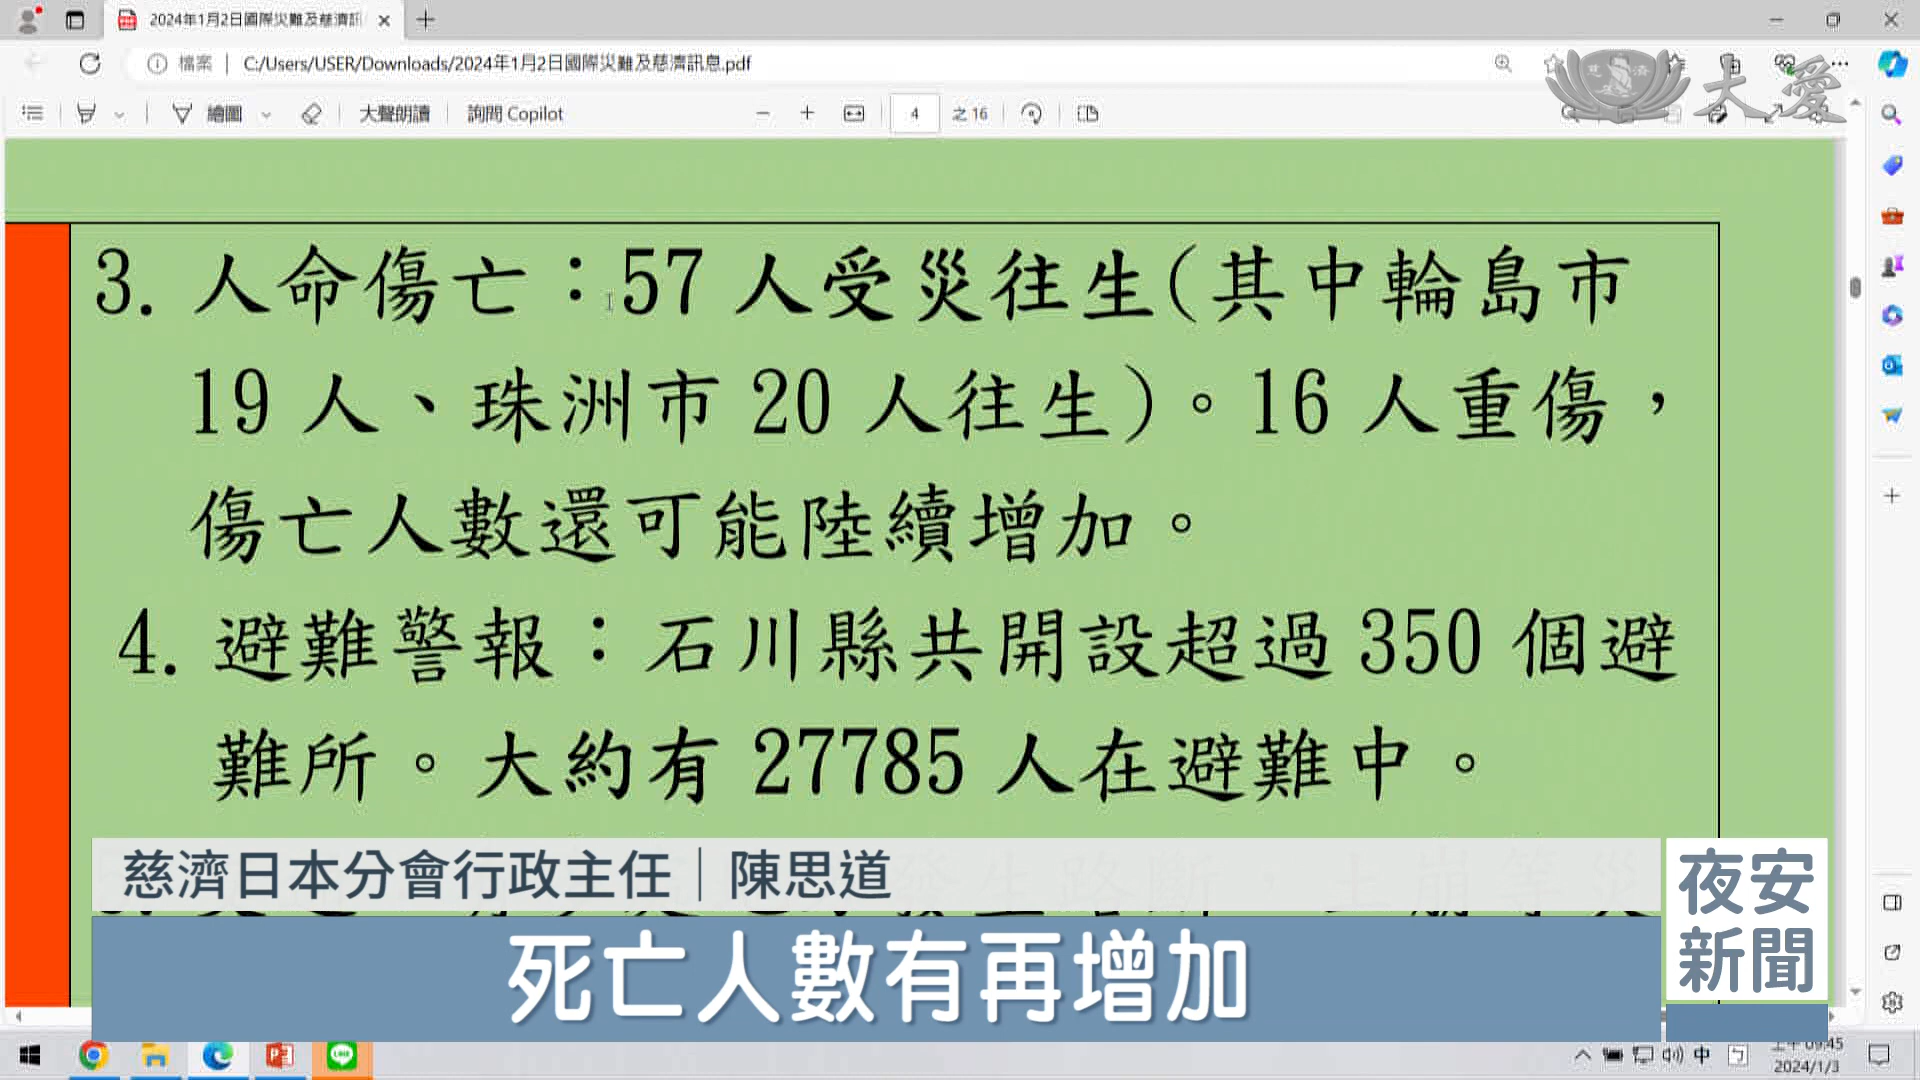 2024年1月2日國際災難及慈濟訊
檔案 | C:/Users/USER/Downloads/2024年1月2日國際災難及慈濟訊息.pdf
大愛
繪圖
大聲朗讀
詢問 Copilot
4 之 16
3. 人命傷亡：57 人受災往生(其中輪島市
19 人、珠洲市 20 人往生)。16 人重傷，
傷亡人數還可能陸續增加。
4. 避難警報：石川縣共開設超過 350 個避
難所。大約有 27785 人在避難中。
慈濟日本分會行政主任｜陳思道
死亡人數有再增加
夜安
新聞
中
上午 09:45
2024/1/3